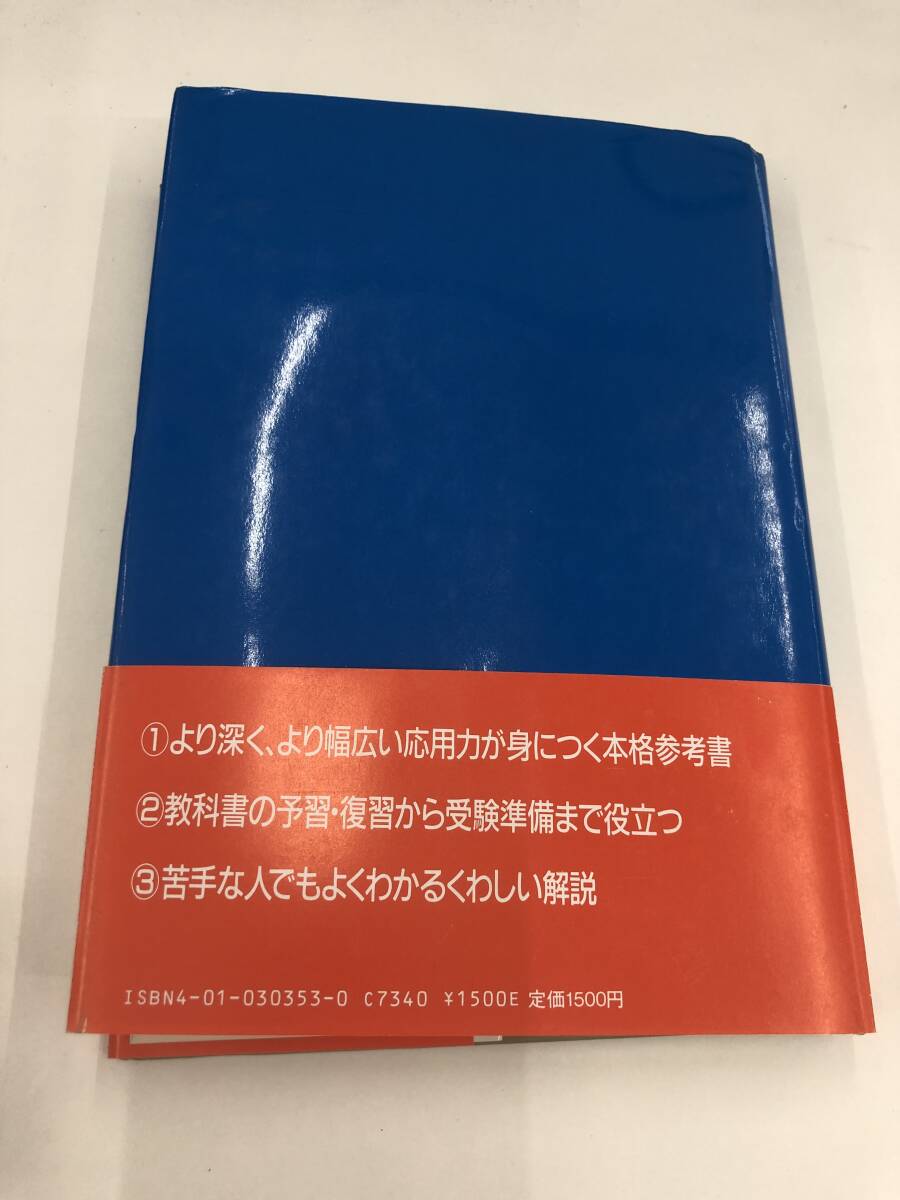 ①より深く、より幅広い応用力が身につく本格参考書
②教科書の予習・復習から受験準備まで役立つ
③苦手な人でもよくわかるくわしい解説
ISBN4-01-030353-0 C7340 ¥1500E 定価1500円